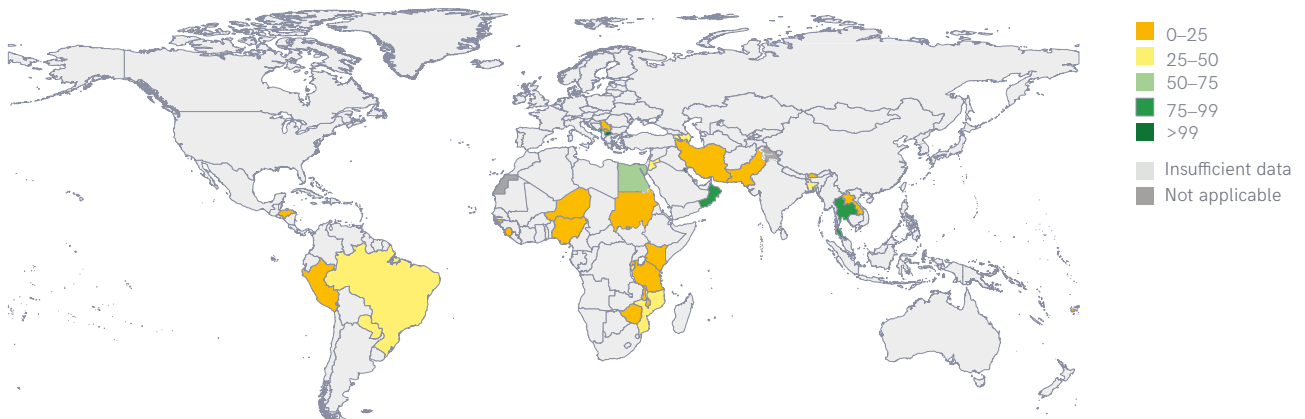 0–25
25–50
50–75
75–99
>99
Insufficient data
Not applicable